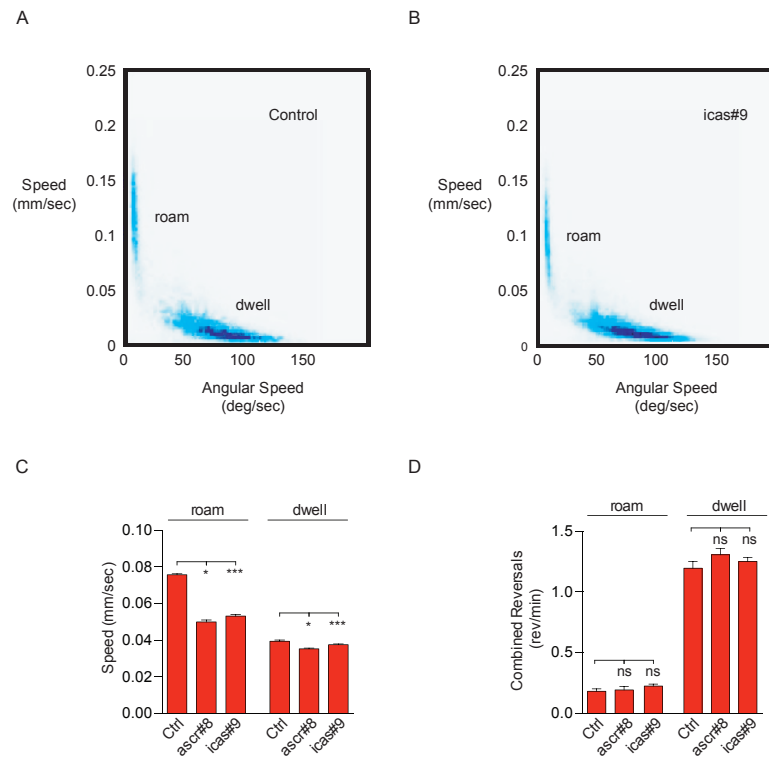 A
0.25
0.2
0.15
0.1
0.05
0
Speed
(mm/sec)
Control
roam
dwell
0 50 100 150
Angular Speed
(deg/sec)
B
0.25
0.2
0.15
0.1
0.05
0
Speed
(mm/sec)
icas#9
roam
dwell
0 50 100 150
Angular Speed
(deg/sec)
C
roam dwell
0.10
0.08
0.06
0.04
0.02
0.00
Speed (mm/sec)
* ***
* ***
Ctrl ascr#8 icas#9 Ctrl ascr#8 icas#9
D
roam dwell
1.5
1.0
0.5
0.0
Combined Reversals
(rev/min)
ns ns
ns ns
Ctrl ascr#8 icas#9 Ctrl ascr#8 icas#9